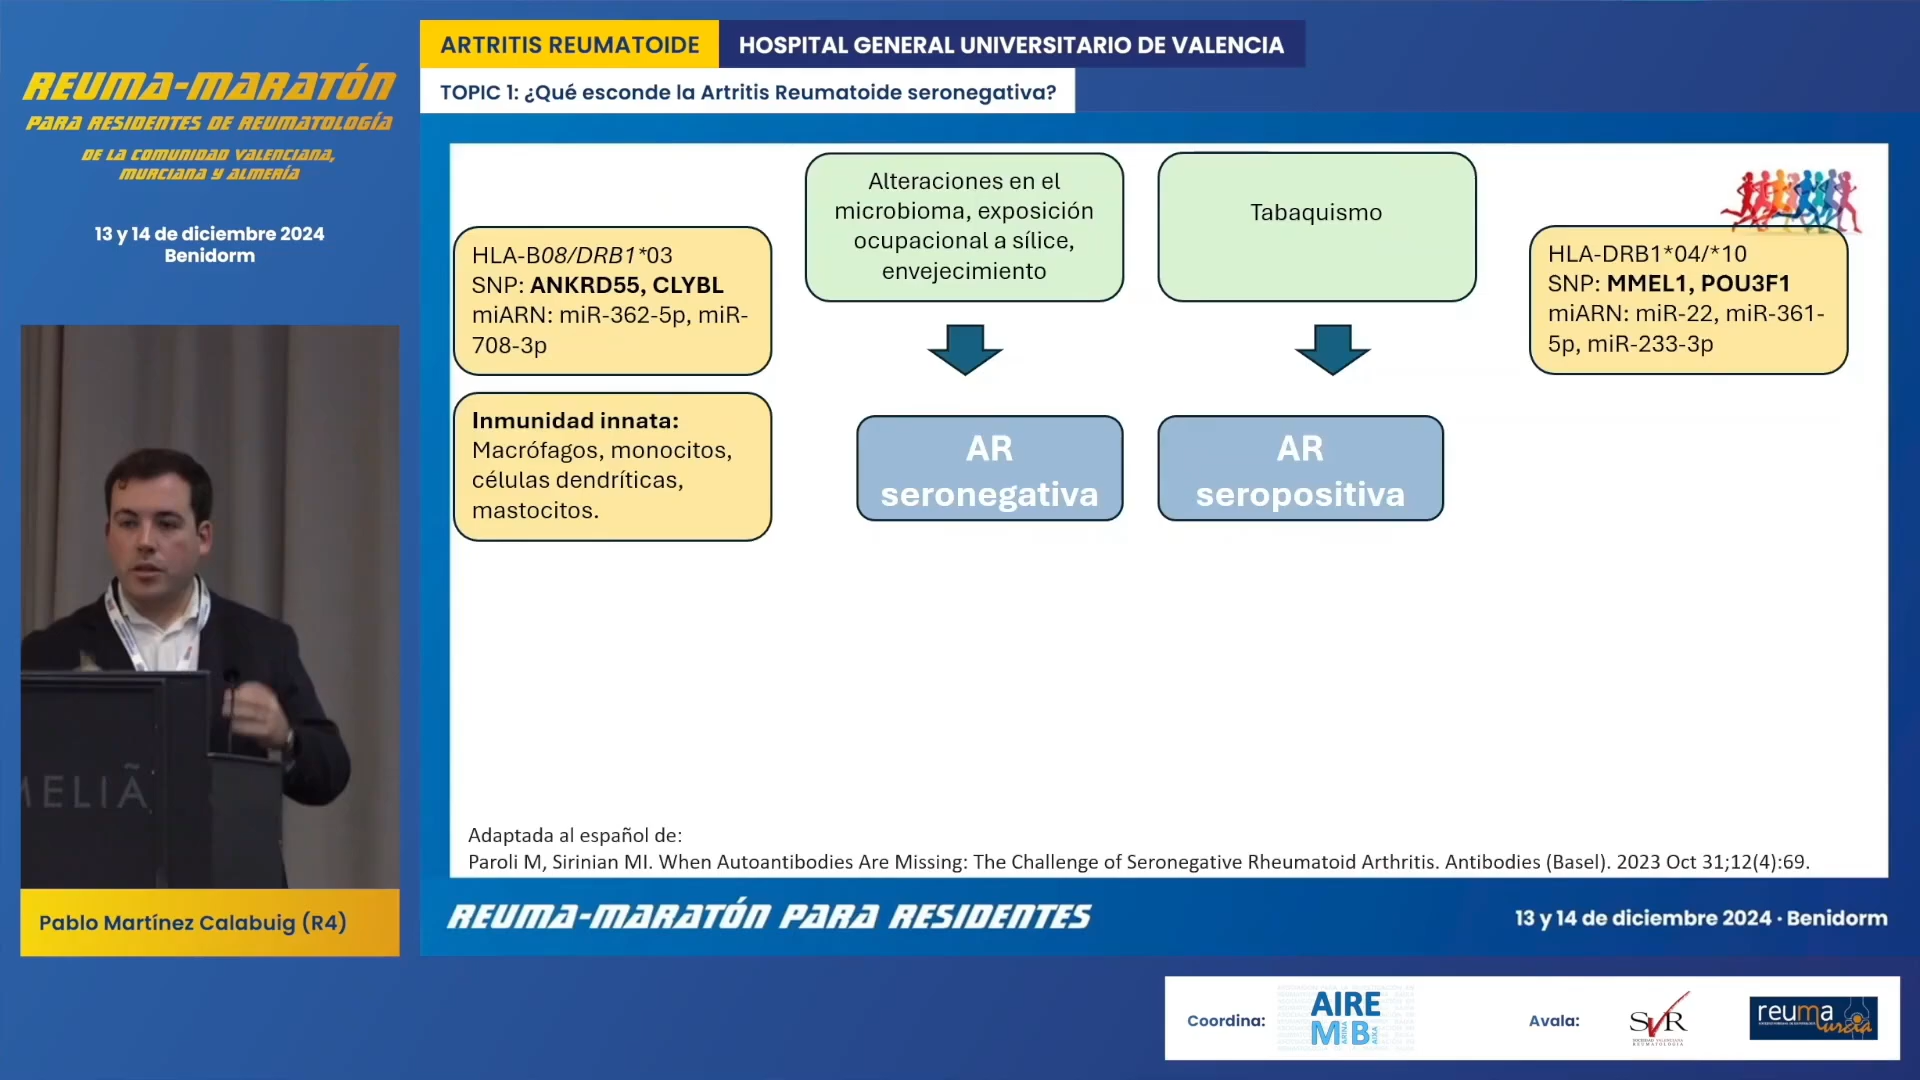 REUMA-MARATÓN
PARA RESIDENTES DE REUMATOLOGÍA
DE LA COMUNIDAD VALENCIANA,
MURCIANA Y ALMERÍA
13 y 14 de diciembre 2024
Benidorm
ARTRITIS REUMATOIDE
HOSPITAL GENERAL UNIVERSITARIO DE VALENCIA
TOPIC 1: ¿Qué esconde la Artritis Reumatoide seronegativa?
HLA-B08/DRB1*03
SNP: ANKRD55, CLYBL
miARN: miR-362-5p, miR-
708-3p
Inmunidad innata:
Macrófagos, monocitos,
células dendríticas,
mastocitos.
Alteraciones en el
microbioma, exposición
ocupacional a sílice,
envejecimiento
AR
seronegativa
Tabaquismo
AR
seropositiva
HLA-DRB1*04/*10
SNP: MMEL1, POU3F1
miARN: miR-22, miR-361-
5p, miR-233-3p
Adaptada al español de:
Paroli M, Sirinian MI. When Autoantibodies Are Missing: The Challenge of Seronegative Rheumatoid Arthritis. Antibodies (Basel). 2023 Oct 31;12(4):69.
MELIÃ
Pablo Martínez Calabuig (R4)
REUMA-MARATÓN PARA RESIDENTES
13 y 14 de diciembre 2024 · Benidorm
Coordina:
AIRE
MB
Avala:
SVR
reuma
murcia